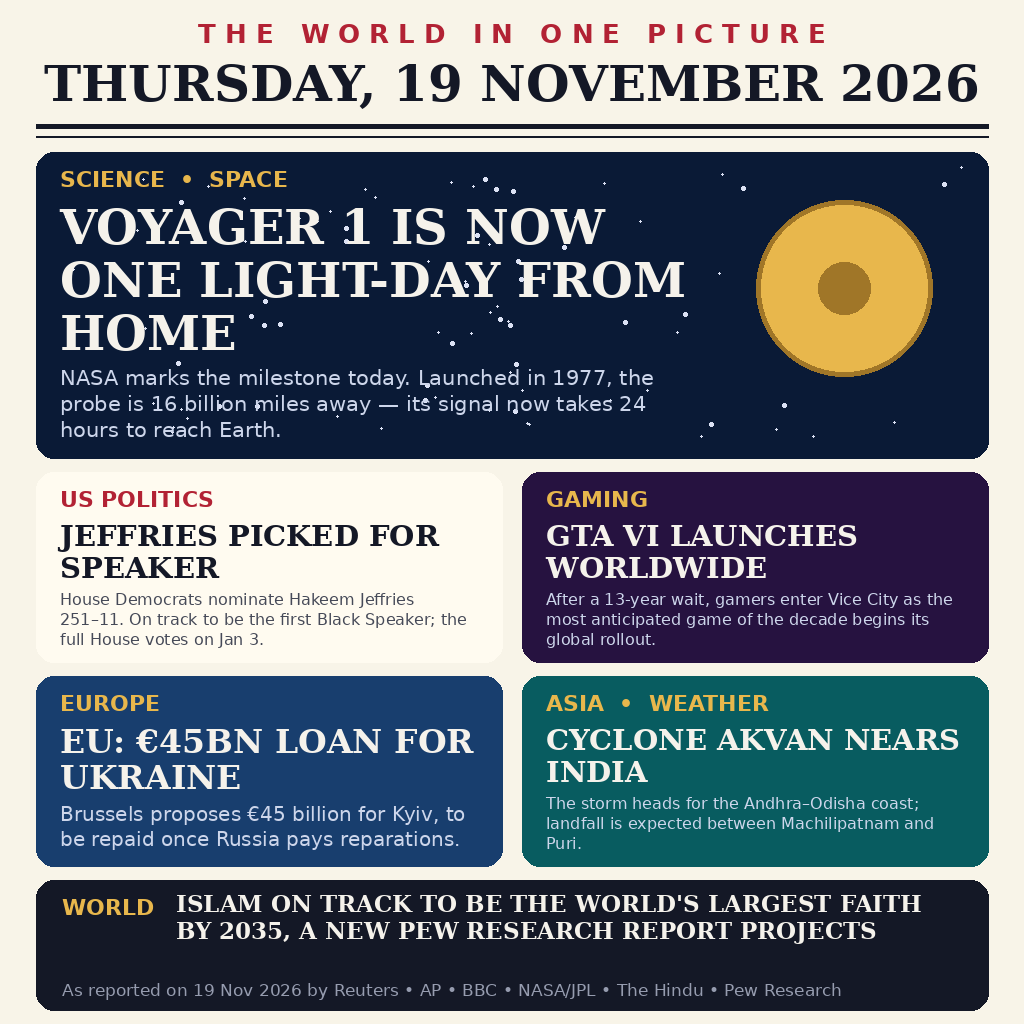 THE WORLD IN ONE PICTURE
THURSDAY, 19 NOVEMBER 2026
SCIENCE • SPACE
VOYAGER 1 IS NOW
ONE LIGHT-DAY FROM
HOME
NASA marks the milestone today. Launched in 1977, the
probe is 16 billion miles away — its signal now takes 24
hours to reach Earth.
US POLITICS
JEFFRIES PICKED FOR
SPEAKER
House Democrats nominate Hakeem Jeffries
251–11. On track to be the first Black Speaker; the
full House votes on Jan 3.
GAMING
GTA VI LAUNCHES
WORLDWIDE
After a 13-year wait, gamers enter Vice City as the
most anticipated game of the decade begins its
global rollout.
EUROPE
EU: €45BN LOAN FOR
UKRAINE
Brussels proposes €45 billion for Kyiv, to
be repaid once Russia pays reparations.
ASIA • WEATHER
CYCLONE AKVAN NEARS
INDIA
The storm heads for the Andhra–Odisha coast;
landfall is expected between Machilipatnam and
Puri.
WORLD
ISLAM ON TRACK TO BE THE WORLD'S LARGEST FAITH
BY 2035, A NEW PEW RESEARCH REPORT PROJECTS
As reported on 19 Nov 2026 by Reuters • AP • BBC • NASA/JPL • The Hindu • Pew Research